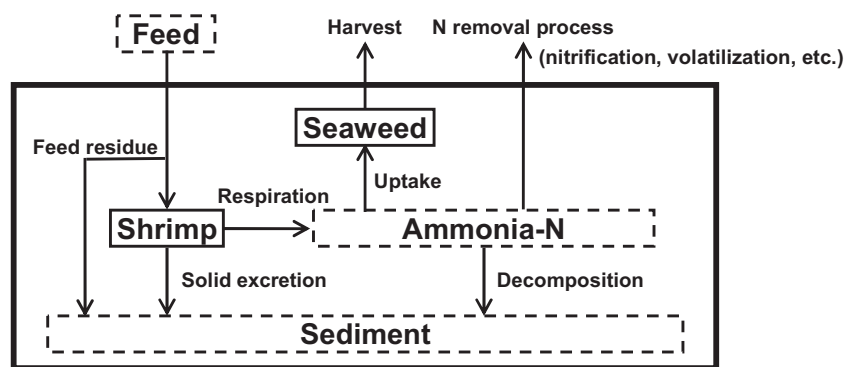 Feed
Harvest
N removal process
(nitrification, volatilization, etc.)
Seaweed
Feed residue
Uptake
Respiration
Shrimp
Ammonia-N
Solid excretion
Decomposition
Sediment